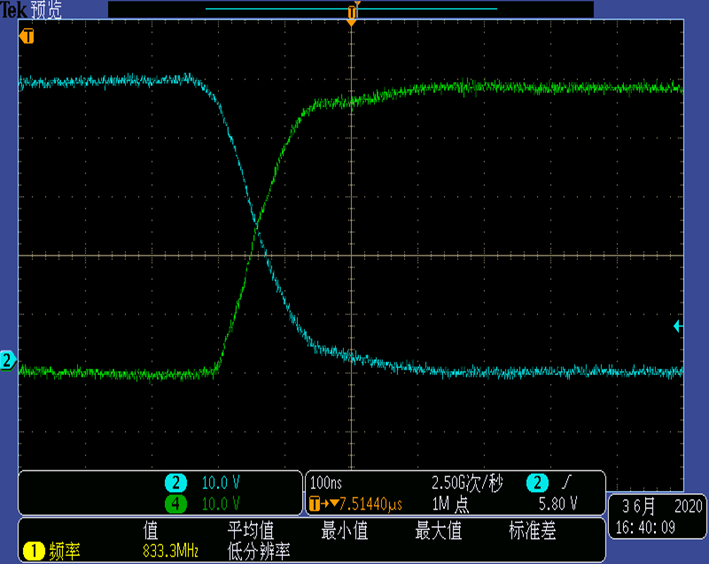 Tek 预览
T
T
2
2 10.0 V
4 10.0 V
100ns 2.50G次/秒 2 /
T→▼7.51440μs 1M 点 5.80 V
值 平均值 最小值 最大值 标准差
1 频率 833.3MHz 低分辨率
3 6月 2020
16:40:09